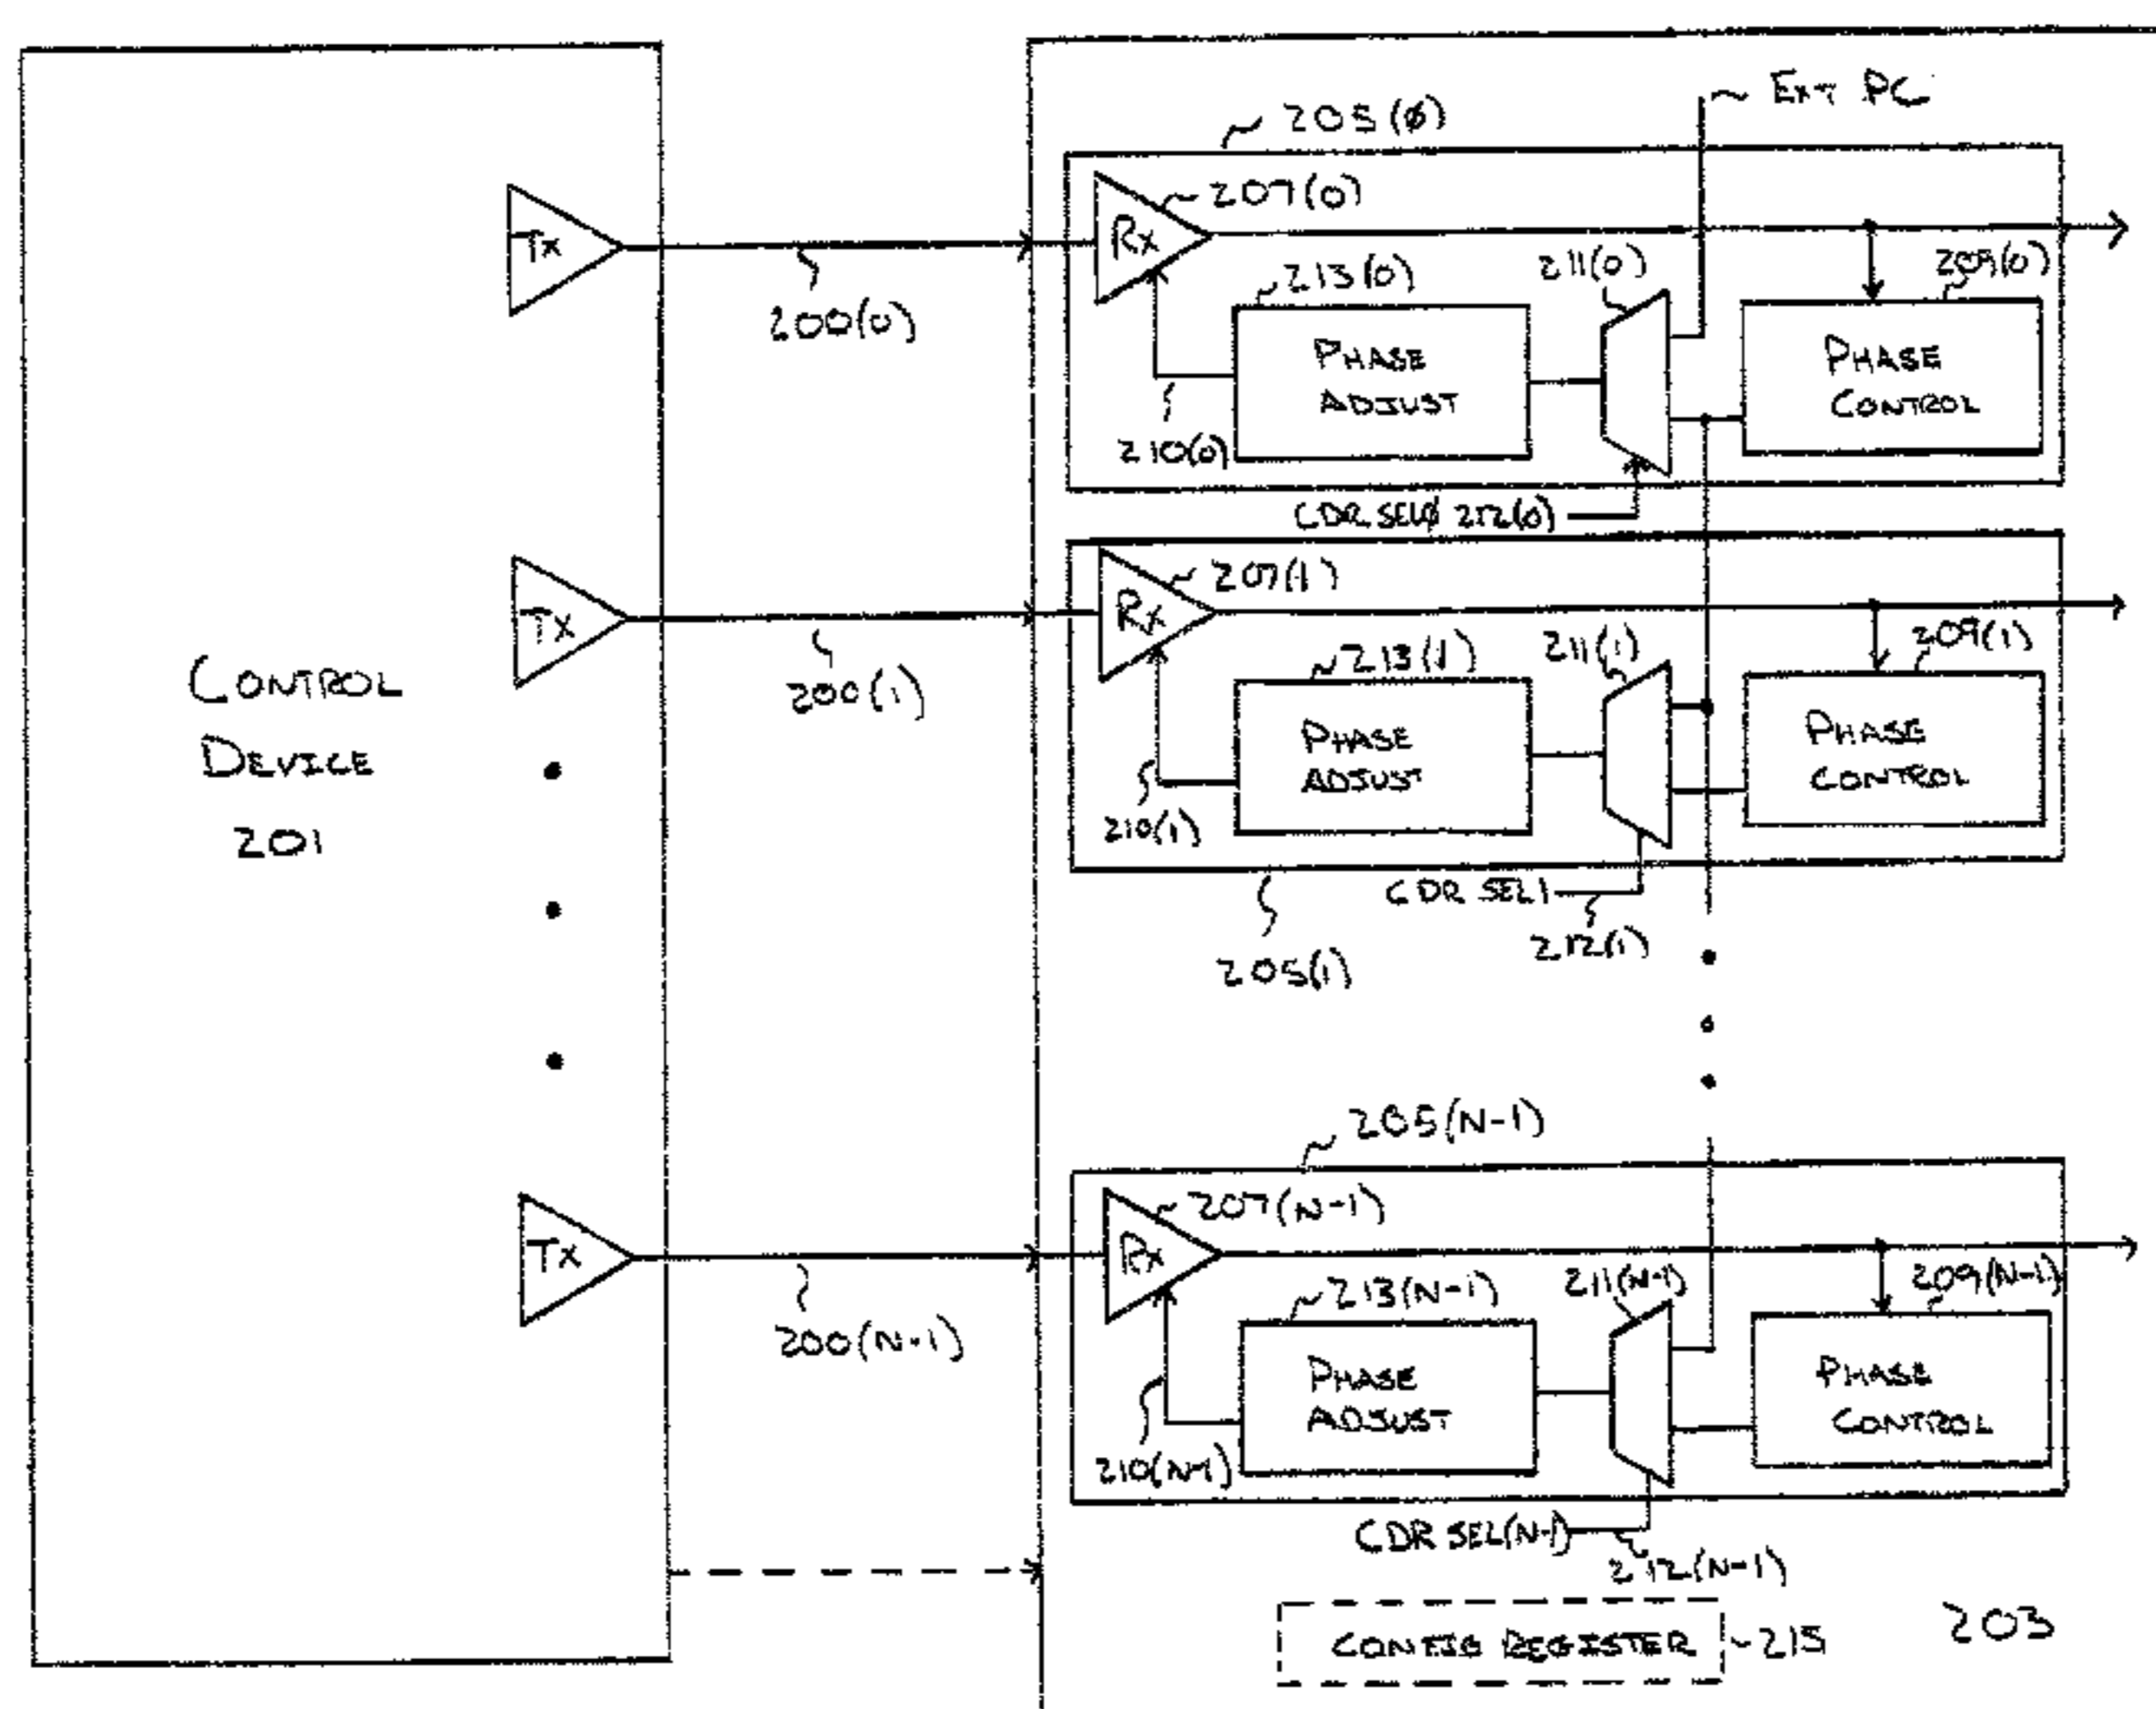 Ext PC
205(ø)
207(0)
Tx
Rx
211(0)
209(0)
213(0)
200(0)
PHASE
ADJUST
PHASE
CONTROL
210(0)
CDR SELø 212(0)
207(1)
Tx
Rx
211(1)
209(1)
213(1)
200(1)
CONTROL
DEVICE
201
PHASE
ADJUST
PHASE
CONTROL
210(1)
CDR SEL1
212(1)
205(1)
205(N-1)
207(N-1)
Tx
Rx
211(N-1)
209(N-1)
213(N-1)
200(N-1)
PHASE
ADJUST
PHASE
CONTROL
210(N-1)
CDR SEL(N-1)
212(N-1)
CONFIG REGISTER
215
203